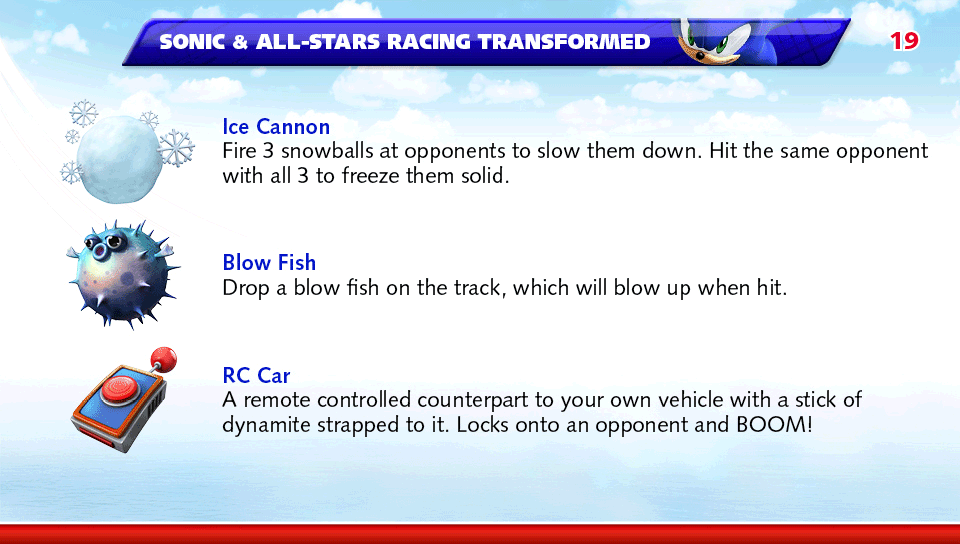 SONIC & ALL-STARS RACING TRANSFORMED
19
Ice Cannon
Fire 3 snowballs at opponents to slow them down. Hit the same opponent
with all 3 to freeze them solid.
Blow Fish
Drop a blow fish on the track, which will blow up when hit.
RC Car
A remote controlled counterpart to your own vehicle with a stick of
dynamite strapped to it. Locks onto an opponent and BOOM!